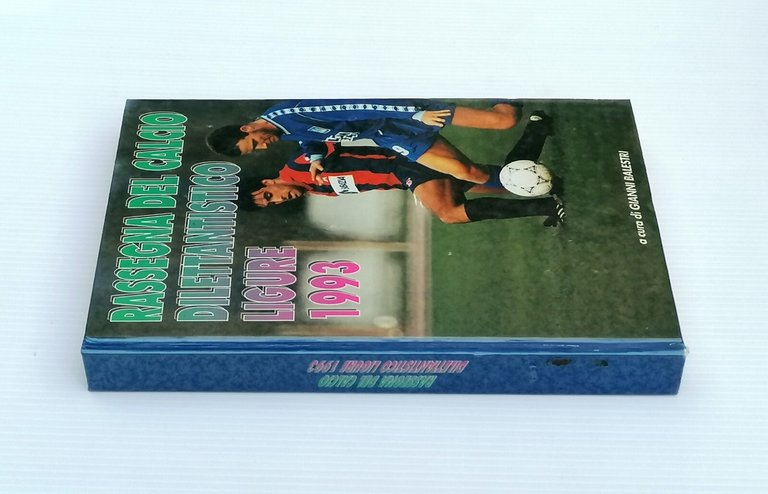 RASSEGNA DEL CALCIO
DILETTANTISTICO
LIGURE
1993
a cura di GIANNI BALESTRI
RASSEGNA DEL CALCIO
DILETTANTISTICO LIGURE 1993